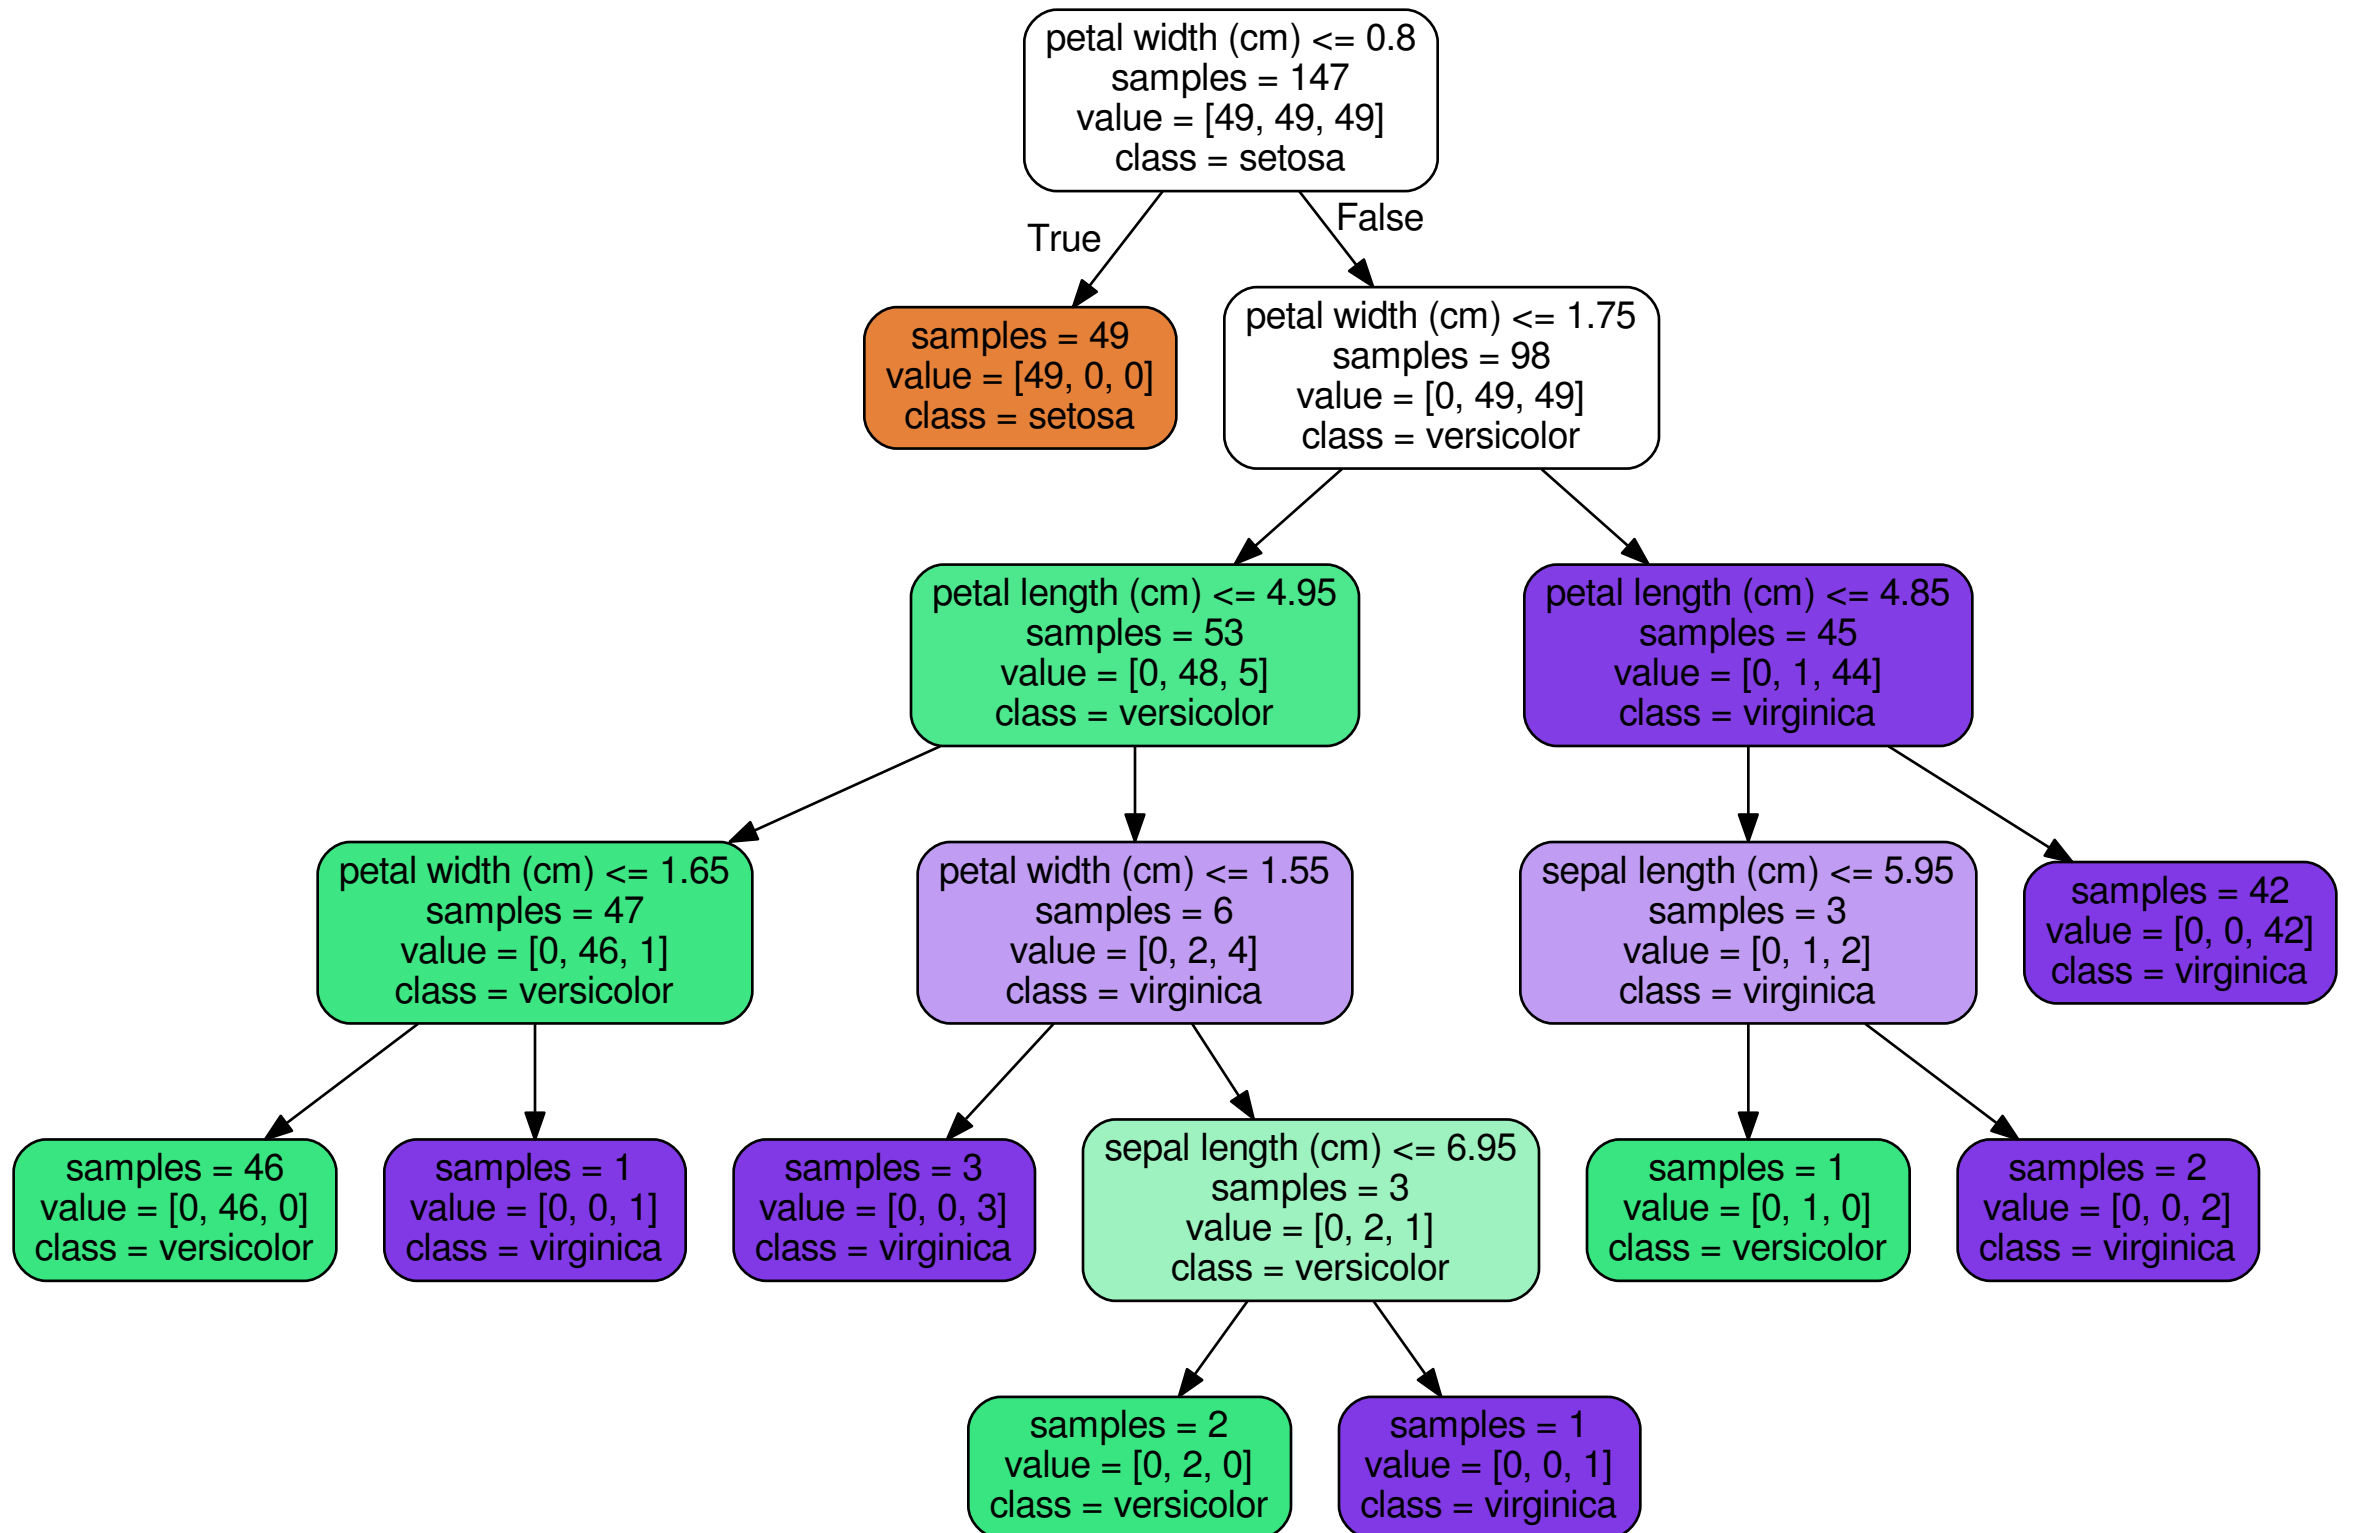 petal width (cm) <= 0.8
samples = 147
value = [49, 49, 49]
class = setosa
True
False
samples = 49
value = [49, 0, 0]
class = setosa
petal width (cm) <= 1.75
samples = 98
value = [0, 49, 49]
class = versicolor
petal length (cm) <= 4.95
samples = 53
value = [0, 48, 5]
class = versicolor
petal length (cm) <= 4.85
samples = 45
value = [0, 1, 44]
class = virginica
petal width (cm) <= 1.65
samples = 47
value = [0, 46, 1]
class = versicolor
petal width (cm) <= 1.55
samples = 6
value = [0, 2, 4]
class = virginica
sepal length (cm) <= 5.95
samples = 3
value = [0, 1, 2]
class = virginica
samples = 42
value = [0, 0, 42]
class = virginica
samples = 46
value = [0, 46, 0]
class = versicolor
samples = 1
value = [0, 0, 1]
class = virginica
samples = 3
value = [0, 0, 3]
class = virginica
sepal length (cm) <= 6.95
samples = 3
value = [0, 2, 1]
class = versicolor
samples = 1
value = [0, 1, 0]
class = versicolor
samples = 2
value = [0, 0, 2]
class = virginica
samples = 2
value = [0, 2, 0]
class = versicolor
samples = 1
value = [0, 0, 1]
class = virginica